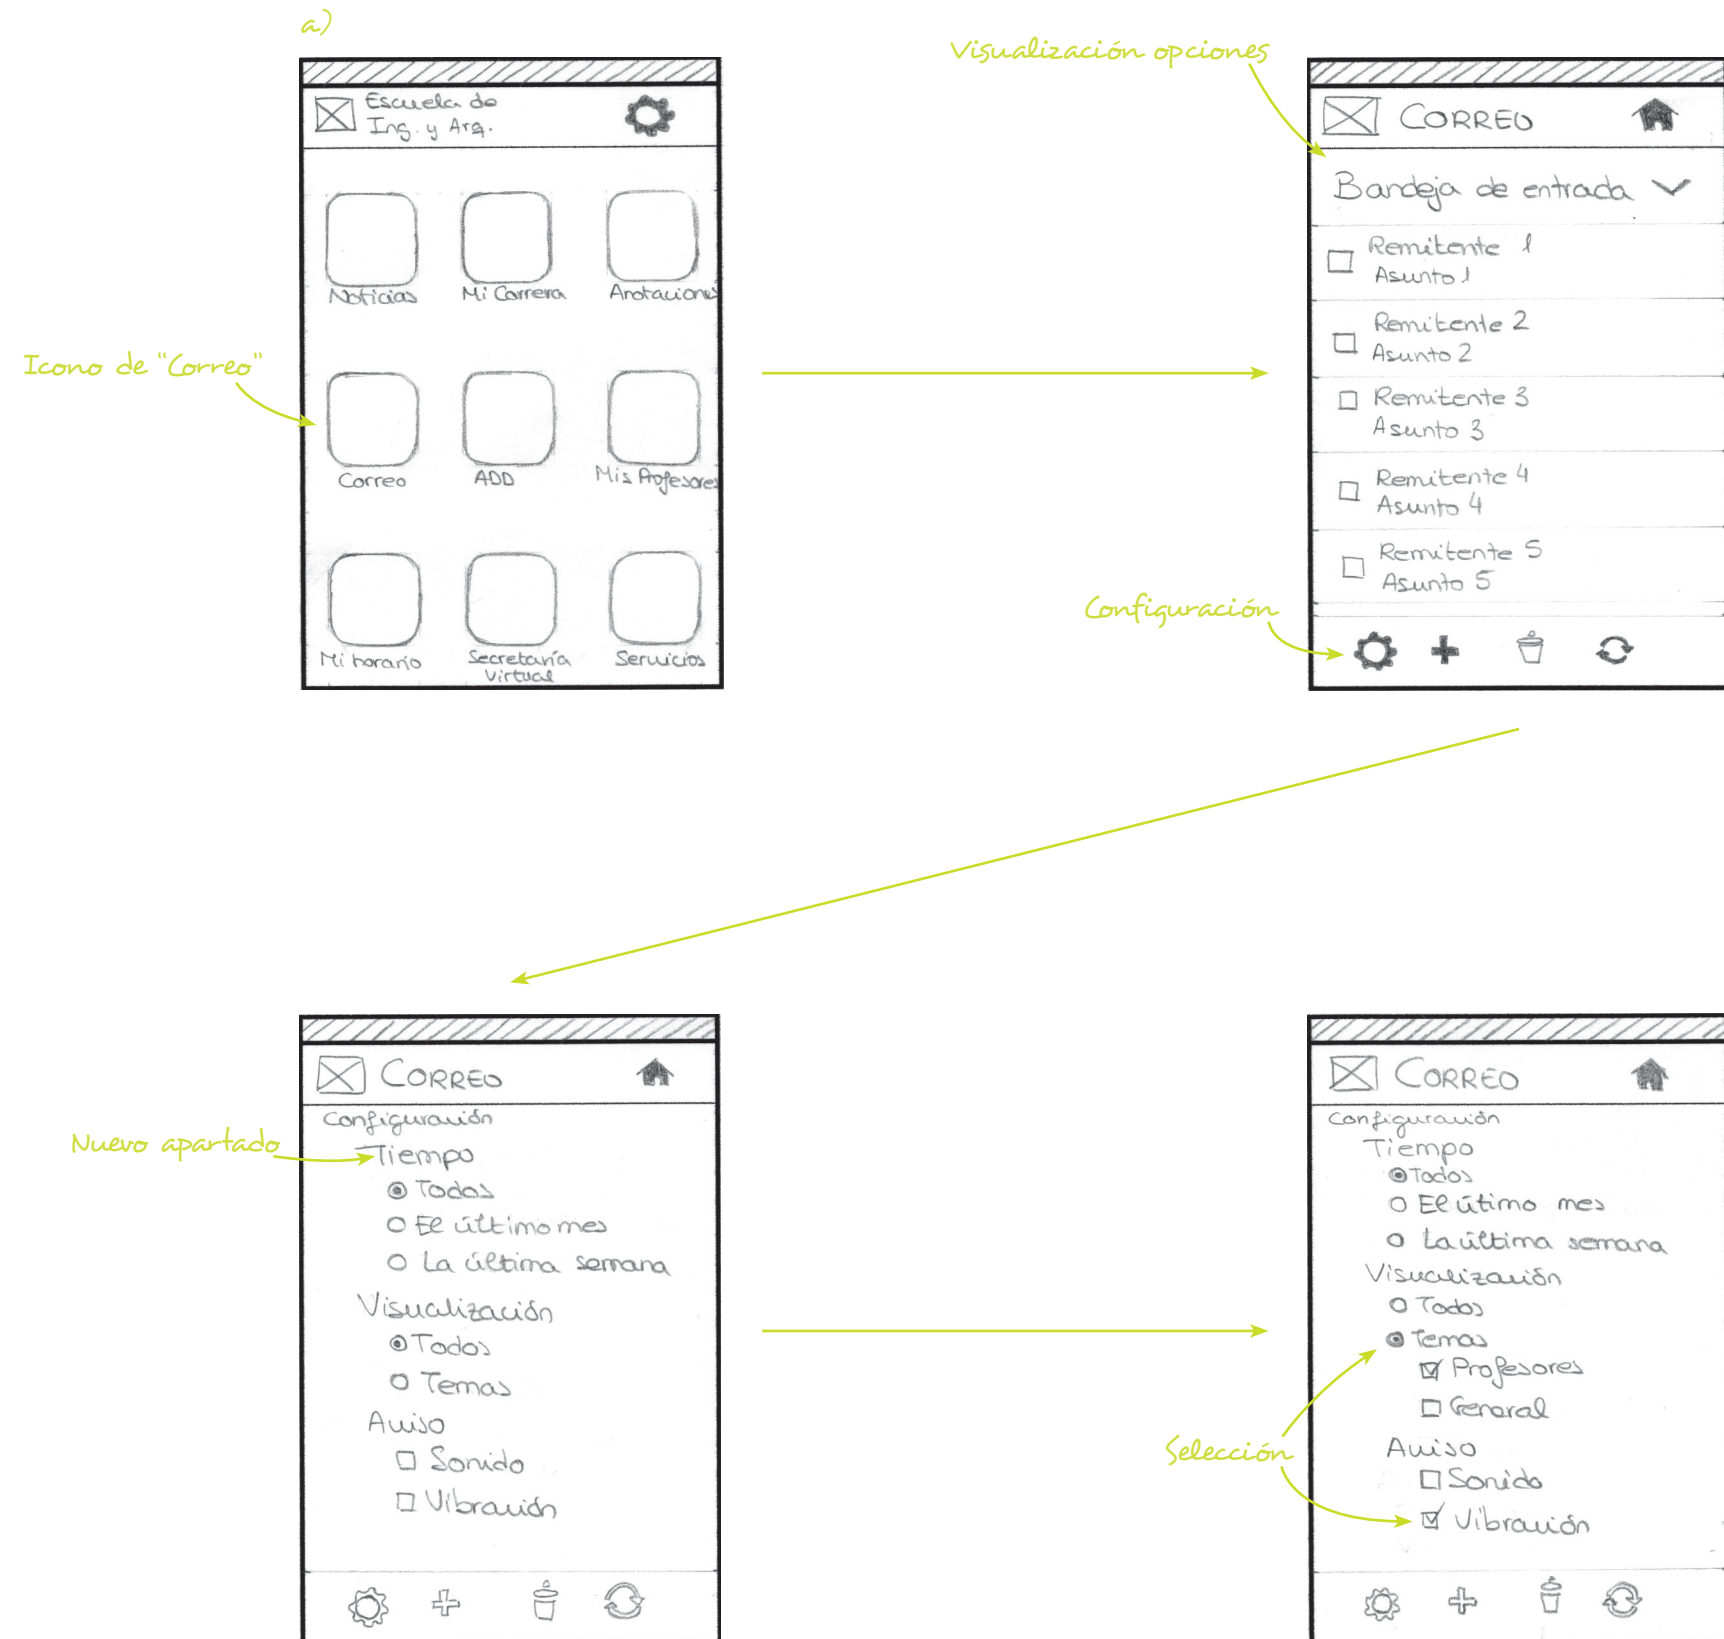 a)
Escuela de
Ing. y Arq.
Noticias
Mi Carrera
Anotaciones
Icono de "Correo"
Correo
ADD
Mis Profesores
Mi horario
Secretaría
Virtual
Servicios
Visualización opciones
CORREO
Bandeja de entrada
Remitente 1
Asunto 1
Remitente 2
Asunto 2
Remitente 3
Asunto 3
Remitente 4
Asunto 4
Remitente 5
Asunto 5
Configuración
CORREO
Configuración
Nuevo apartado
Tiempo
Todos
El último mes
La última semana
Visualización
Todos
Temas
Aviso
Sonido
Vibración
CORREO
Configuración
Tiempo
Todos
El útimo mes
La última semana
Visualización
Todos
Temas
Profesores
General
Selección
Aviso
Sonido
Vibración